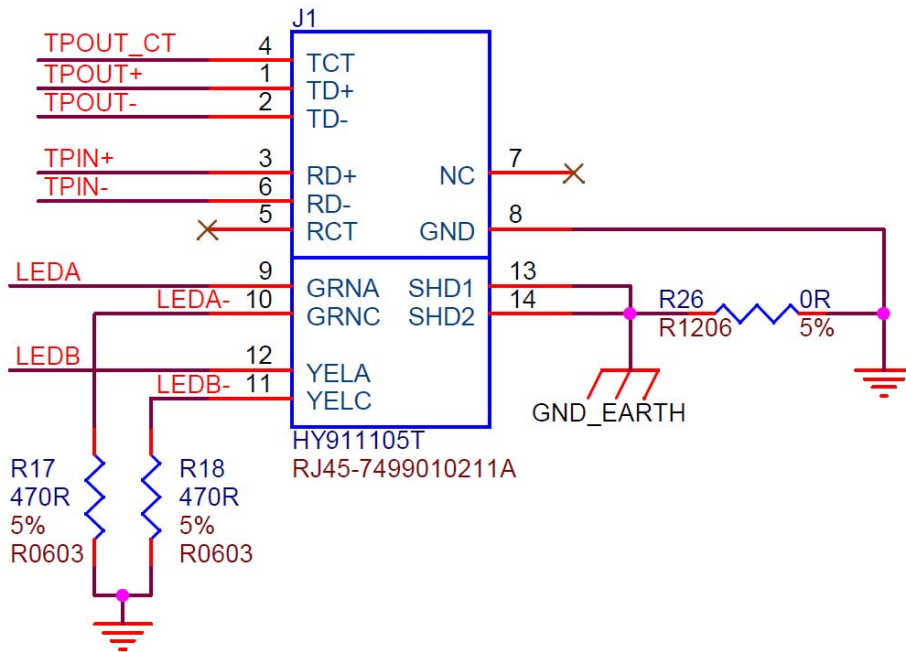 J1
TPOUT_CT 4 TCT
TPOUT+ 1 TD+
TPOUT- 2 TD-
TPIN+ 3 RD+ NC 7
TPIN- 6 RD-
5 RCT GND 8
LEDA 9 GRNA SHD1 13
LEDA- 10 GRNC SHD2 14
R26 0R
R1206 5%
LEDB 12 YELA
LEDB- 11 YELC
GND_EARTH
HY911105T
RJ45-7499010211A
R17
470R
5%
R0603
R18
470R
5%
R0603